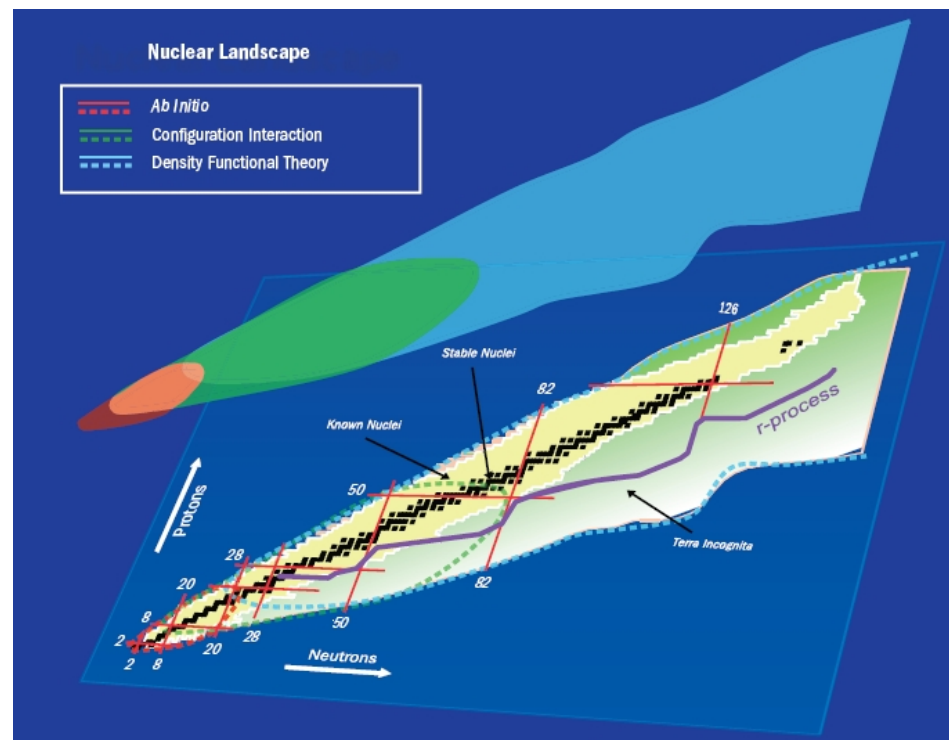 Nuclear Landscape
Ab Initio
Configuration Interaction
Density Functional Theory
126
Stable Nuclei
82
Known Nuclei
r-process
50
Protons
Terra Incognita
28
82
20
50
8
28
20
2
2
8
Neutrons